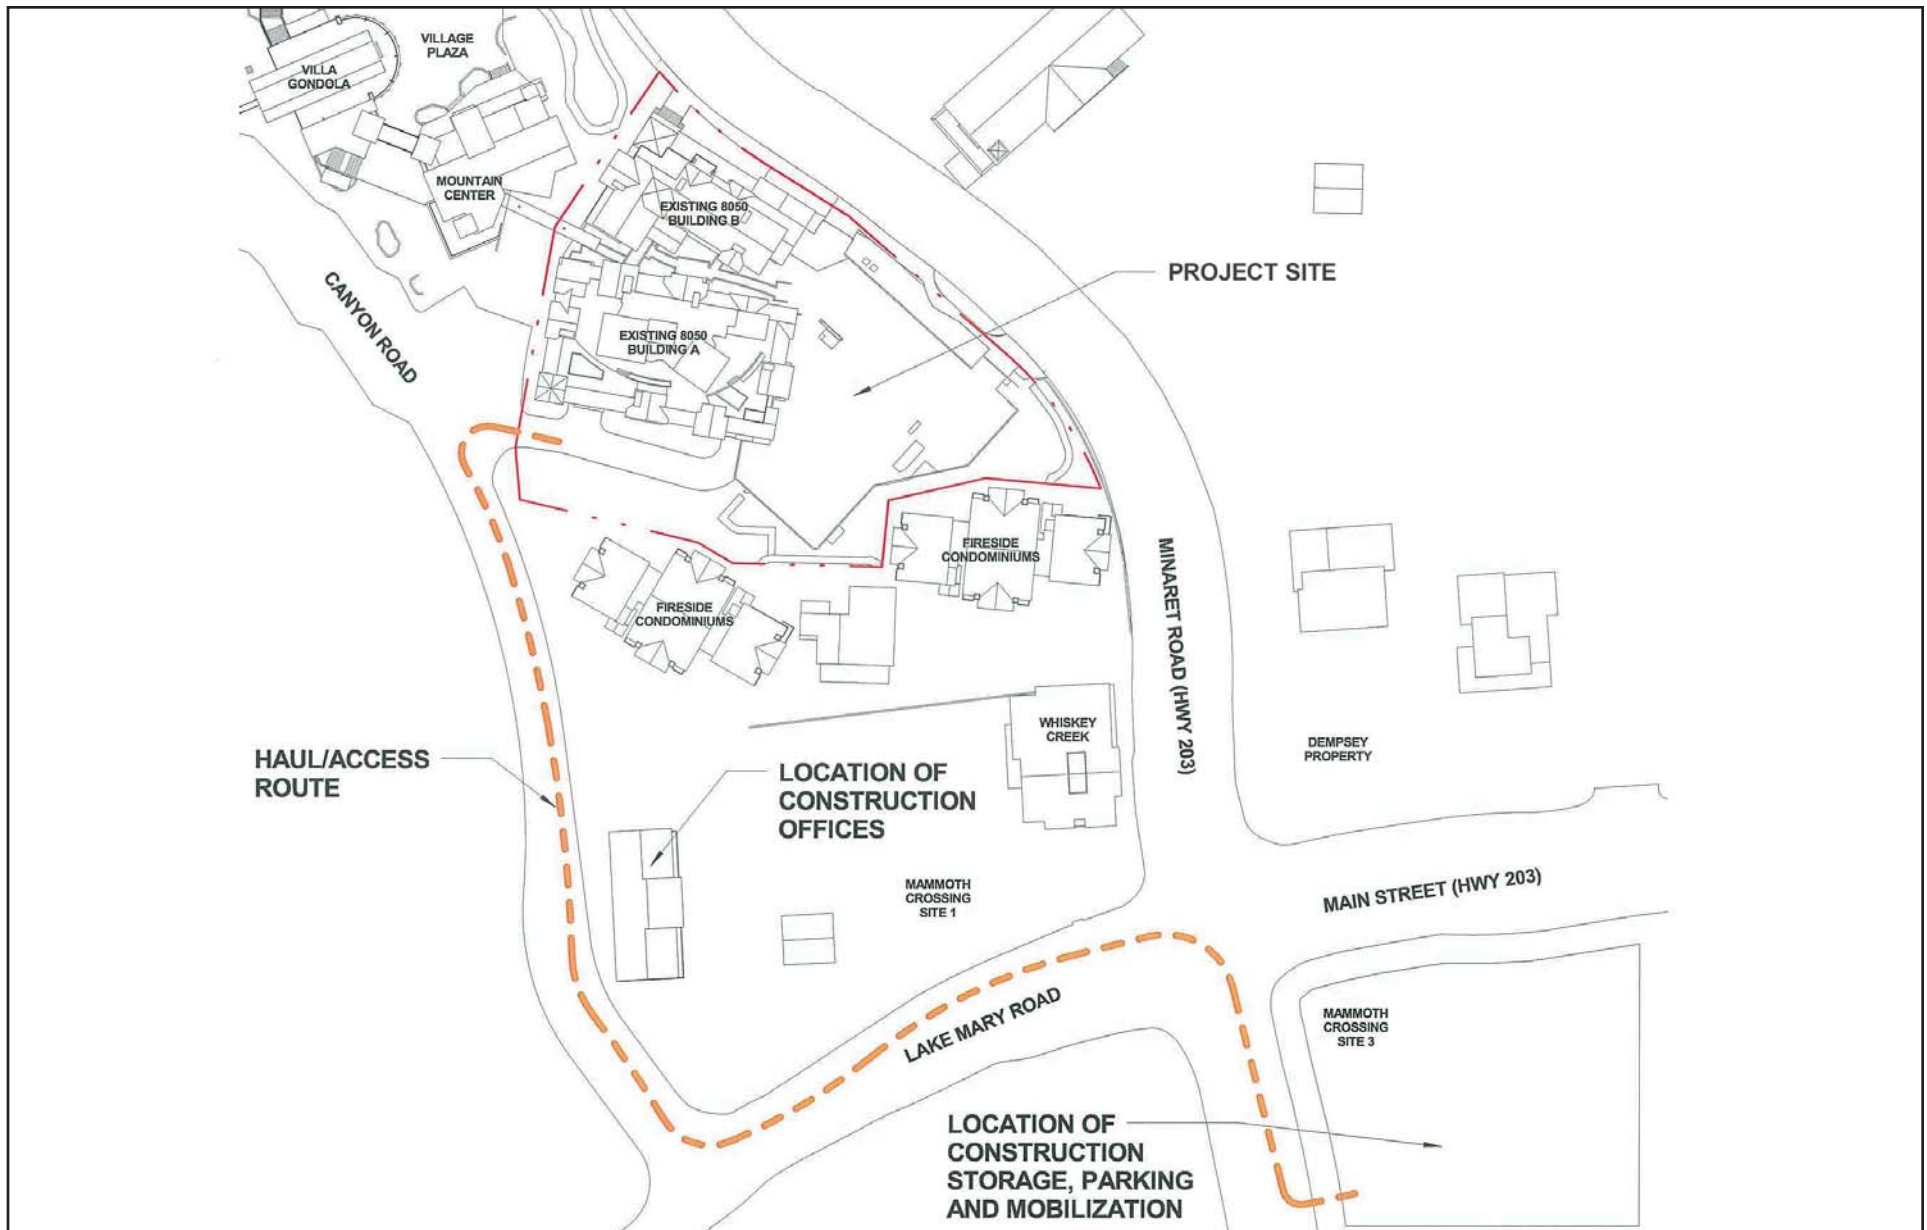 VILLAGE
PLAZA
VILLA
GONDOLA
MOUNTAIN
CENTER
EXISTING 8050
BUILDING B
PROJECT SITE
CANYON ROAD
EXISTING 8050
BUILDING A
FIRESIDE
CONDOMINIUMS
FIRESIDE
CONDOMINIUMS
MINARET ROAD (HWY 203)
WHISKEY
CREEK
DEMPSEY
PROPERTY
HAUL/ACCESS
ROUTE
LOCATION OF
CONSTRUCTION
OFFICES
MAMMOTH
CROSSING
SITE 1
MAIN STREET (HWY 203)
LAKE MARY ROAD
MAMMOTH
CROSSING
SITE 3
LOCATION OF
CONSTRUCTION
STORAGE, PARKING
AND MOBILIZATION